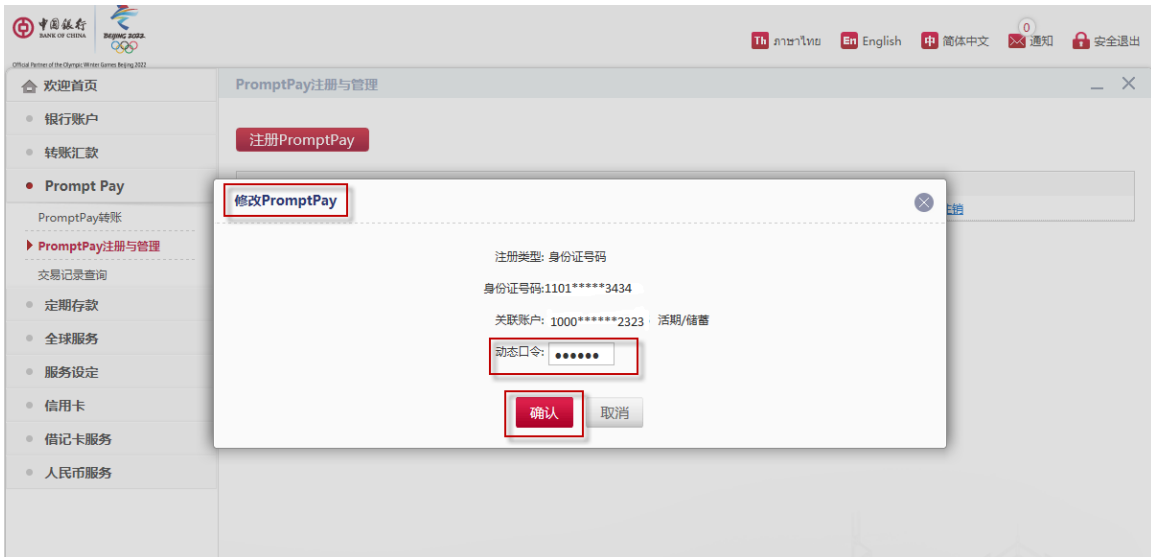 中国银行
BANK OF CHINA
BEIJING 2022
Official Partner of the Olympic Winter Games Beijing 2022
Th ภาษาไทย
En English
中 简体中文
0
通知
安全退出
欢迎首页
银行账户
转账汇款
Prompt Pay
PromptPay转账
PromptPay注册与管理
交易记录查询
定期存款
全球服务
服务设定
信用卡
借记卡服务
人民币服务
PromptPay注册与管理
注册PromptPay
注销
修改PromptPay
注册类型: 身份证号码
身份证号码:1101*****3434
关联账户: 1000******2323 活期/储蓄
动态口令: ●●●●●●
确认 取消